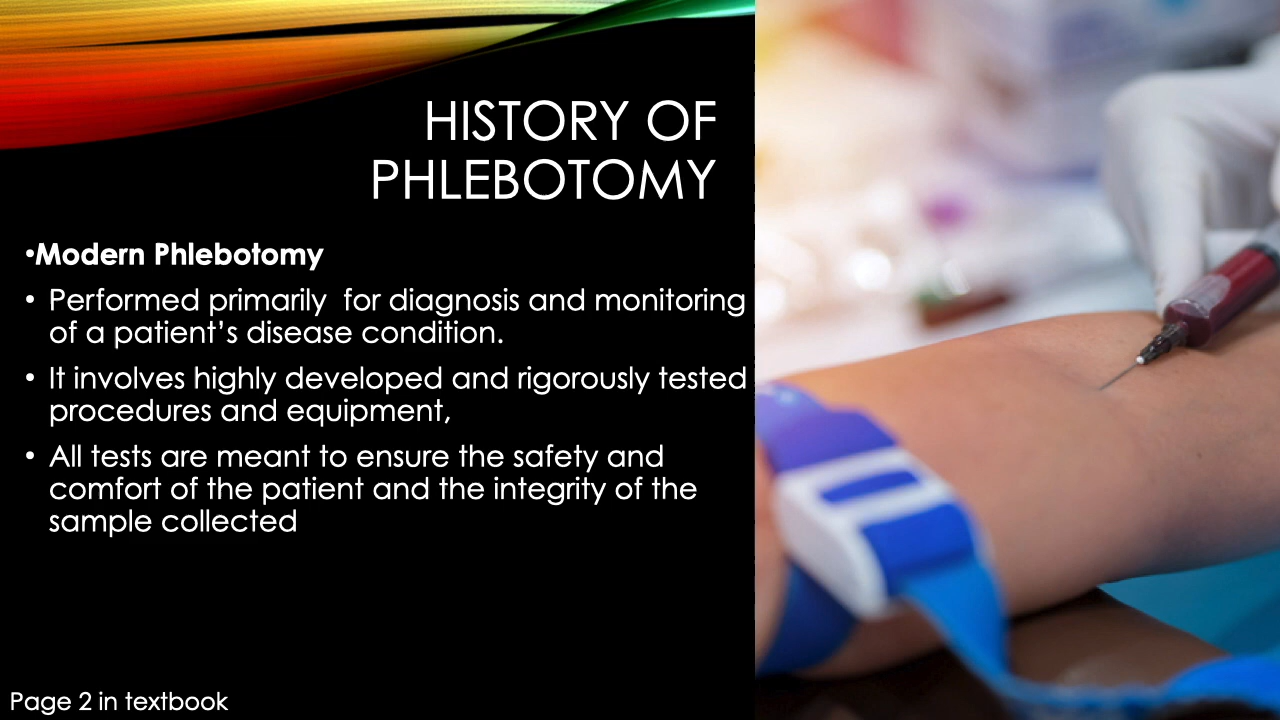 HISTORY OF
PHLEBOTOMY
•Modern Phlebotomy
• Performed primarily  for diagnosis and monitoring
of a patient’s disease condition.
• It involves highly developed and rigorously tested
procedures and equipment,
• All tests are meant to ensure the safety and
comfort of the patient and the integrity of the
sample collected
Page 2 in textbook